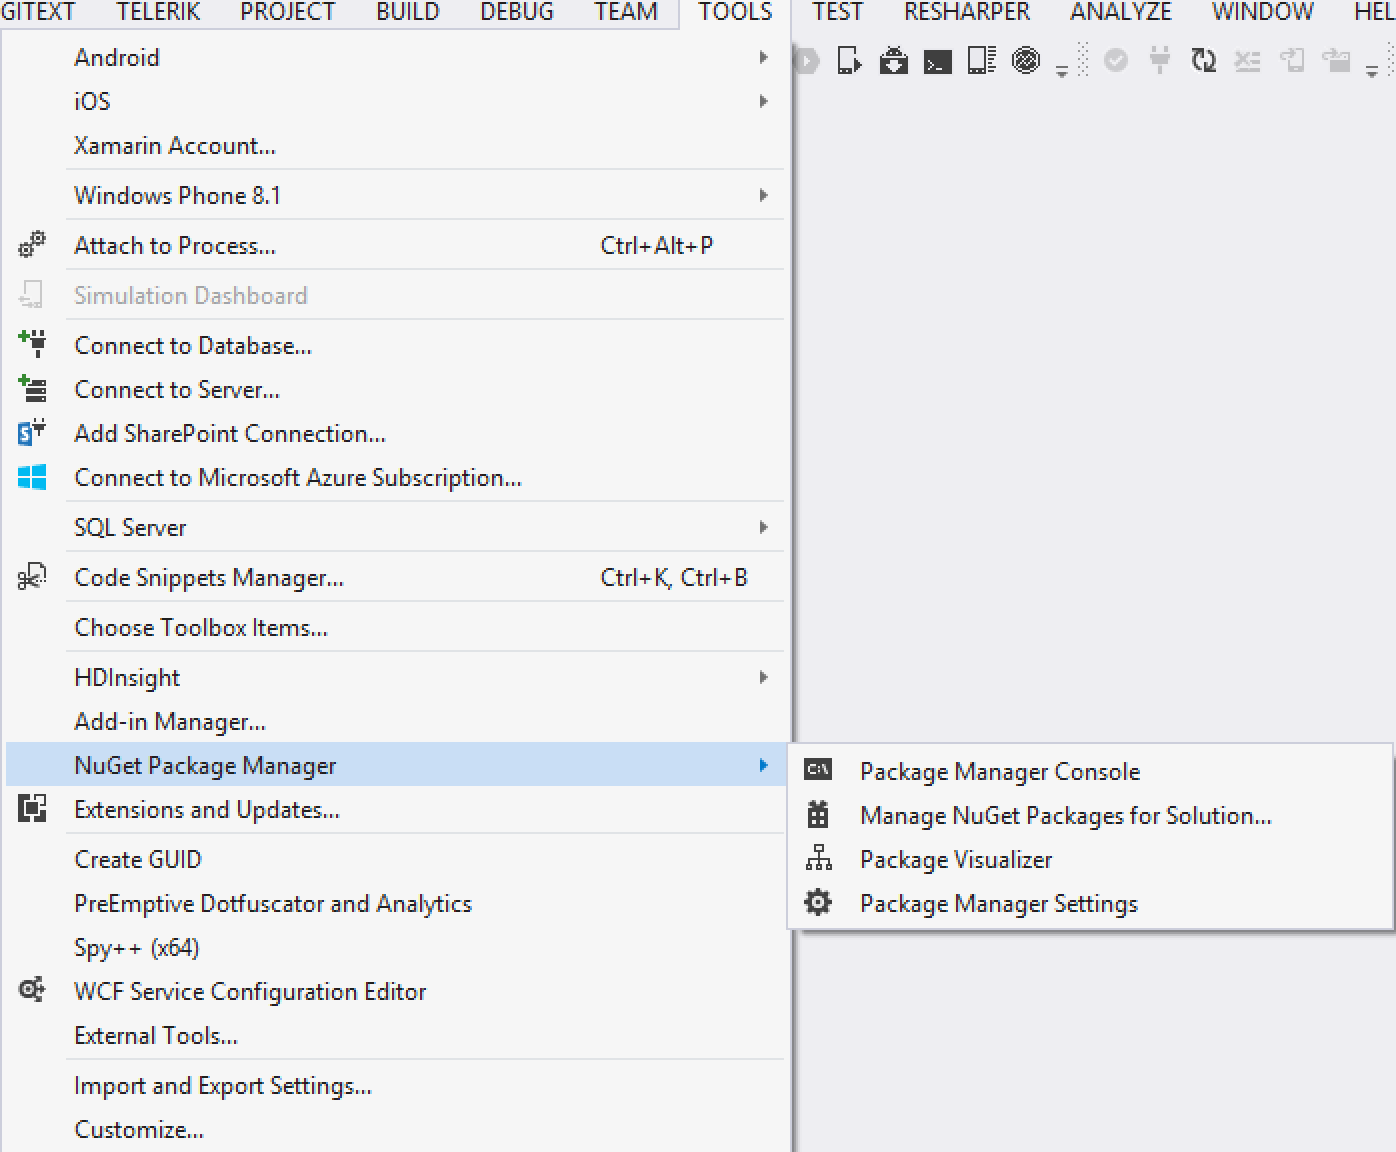 GITEXT TELERIK PROJECT BUILD DEBUG TEAM TOOLS TEST RESHARPER ANALYZE WINDOW HEL
Android
iOS
Xamarin Account...
Windows Phone 8.1
Attach to Process... Ctrl+Alt+P
Simulation Dashboard
Connect to Database...
Connect to Server...
Add SharePoint Connection...
Connect to Microsoft Azure Subscription...
SQL Server
Code Snippets Manager... Ctrl+K, Ctrl+B
Choose Toolbox Items...
HDInsight
Add-in Manager...
NuGet Package Manager
Extensions and Updates...
Create GUID
PreEmptive Dotfuscator and Analytics
Spy++ (x64)
WCF Service Configuration Editor
External Tools...
Import and Export Settings...
Customize...
C:\ Package Manager Console
Manage NuGet Packages for Solution...
Package Visualizer
Package Manager Settings